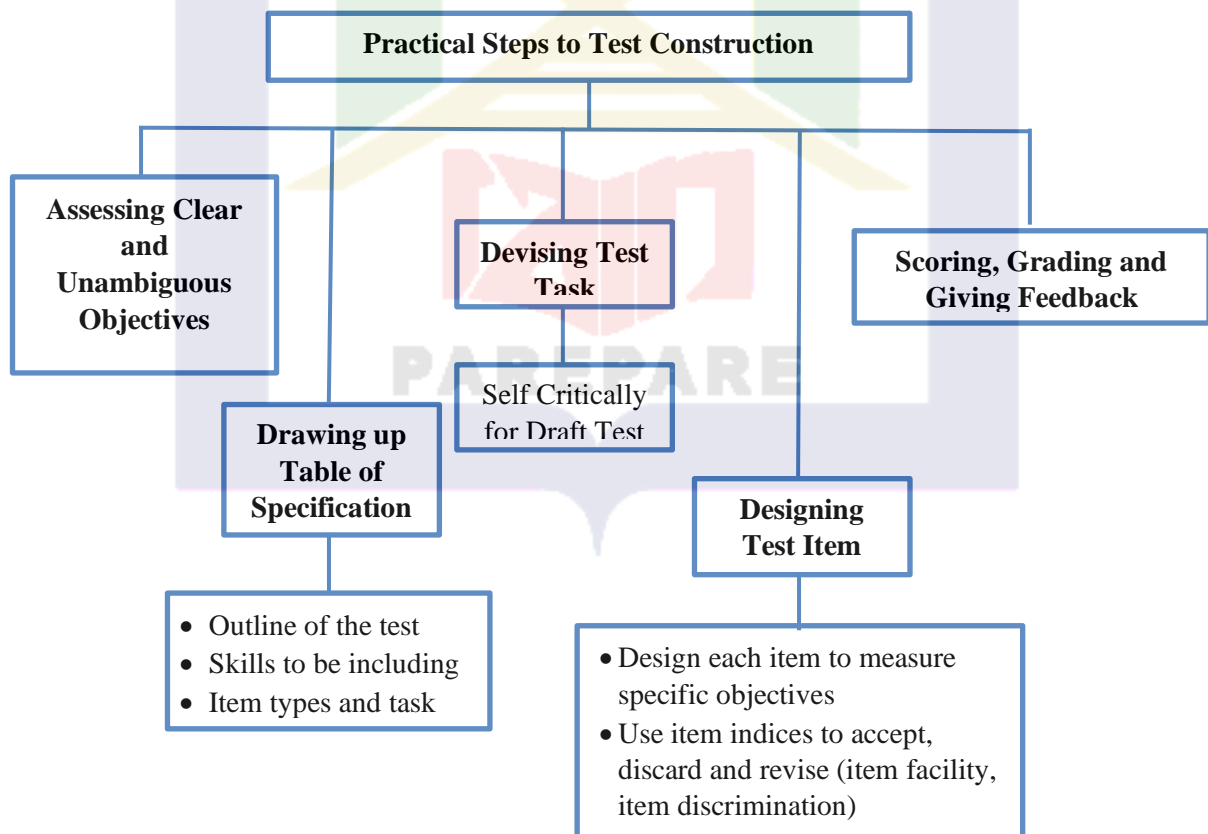 Practical Steps to Test Construction
Assessing Clear
and
Unambiguous
Objectives
Drawing up
Table of
Specification
• Outline of the test
• Skills to be including
• Item types and task
Devising Test
Task
Self Critically
for Draft Test
Designing
Test Item
• Design each item to measure
specific objectives
• Use item indices to accept,
discard and revise (item facility,
item discrimination)
Scoring, Grading and
Giving Feedback
PAREPARE